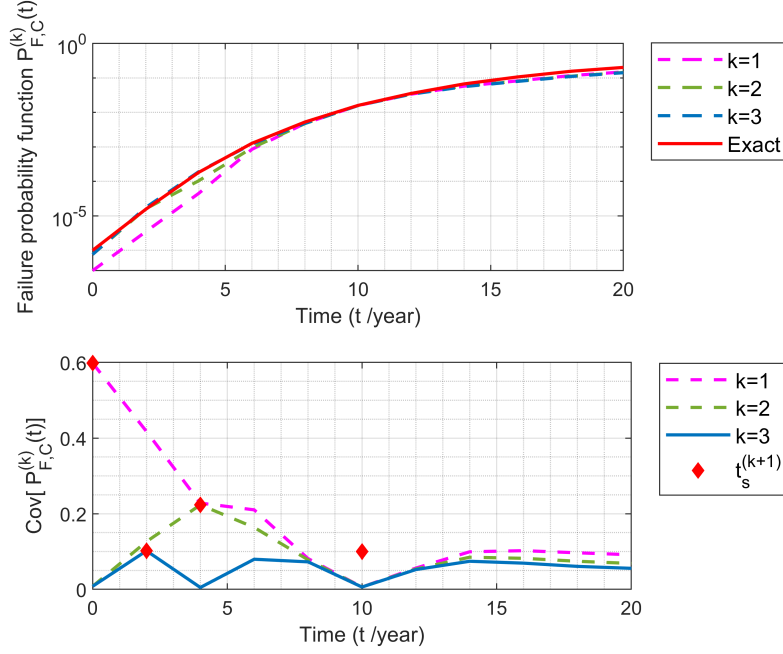 Failure probability function P_{F,C}^{(k)}(t)
10^0
10^{-5}
0 5 10 15 20
Time (t /year)
k=1
k=2
k=3
Exact
Cov[ P_{F,C}^{(k)}(t)]
0.6
0.4
0.2
0
0 5 10 15 20
Time (t /year)
k=1
k=2
k=3
t_s^{(k+1)}